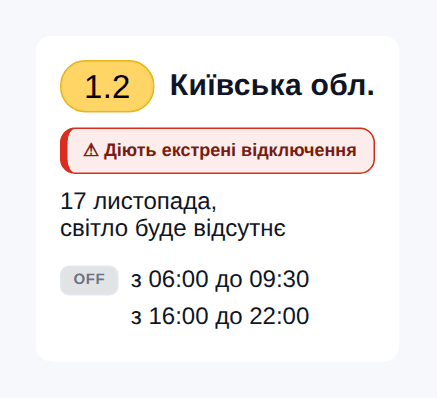 1.2 Київська обл.
⚠ Діють екстрені відключення
17 листопада,
світло буде відсутнє
OFF з 06:00 до 09:30
з 16:00 до 22:00